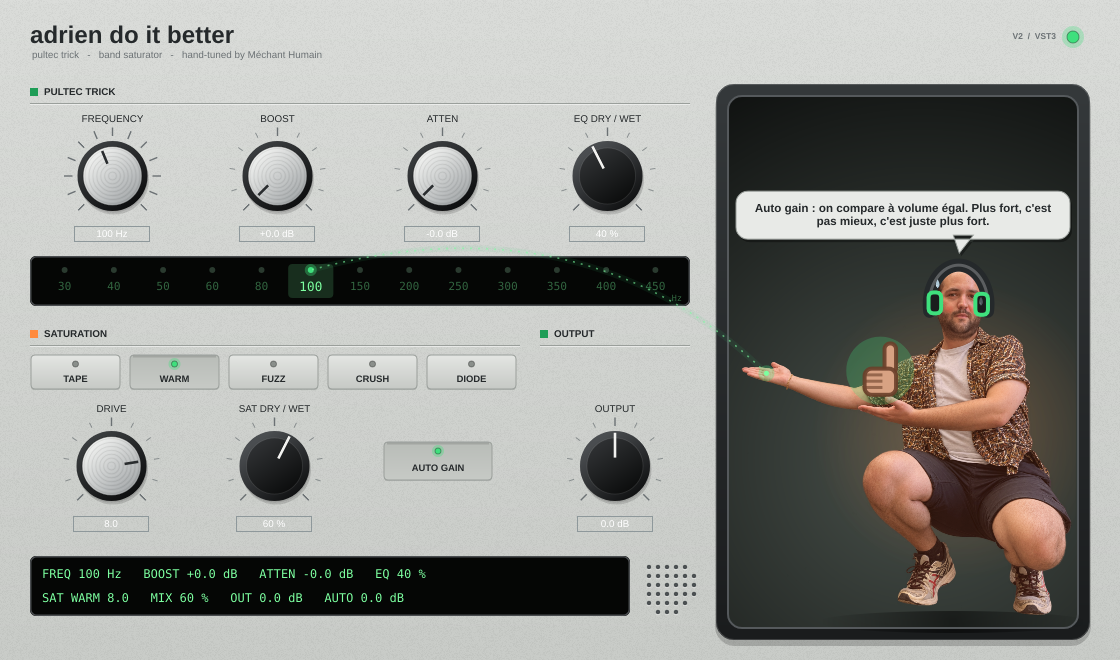 adrien do it better
pultec trick - band saturator - hand-tuned by Méchant Humain
V2 / VST3
PULTEC TRICK
FREQUENCY BOOST ATTEN EQ DRY / WET
100 Hz +0.0 dB -0.0 dB 40 %
30 40 50 60 80 100 150 200 250 300 350 400 450
Hz
SATURATION OUTPUT
TAPE WARM FUZZ CRUSH DIODE
DRIVE SAT DRY / WET OUTPUT
AUTO GAIN
8.0 60 % 0.0 dB
FREQ 100 Hz BOOST +0.0 dB ATTEN -0.0 dB EQ 40 %
SAT WARM 8.0 MIX 60 % OUT 0.0 dB AUTO 0.0 dB
Auto gain : on compare à volume égal. Plus fort, c'est
pas mieux, c'est juste plus fort.